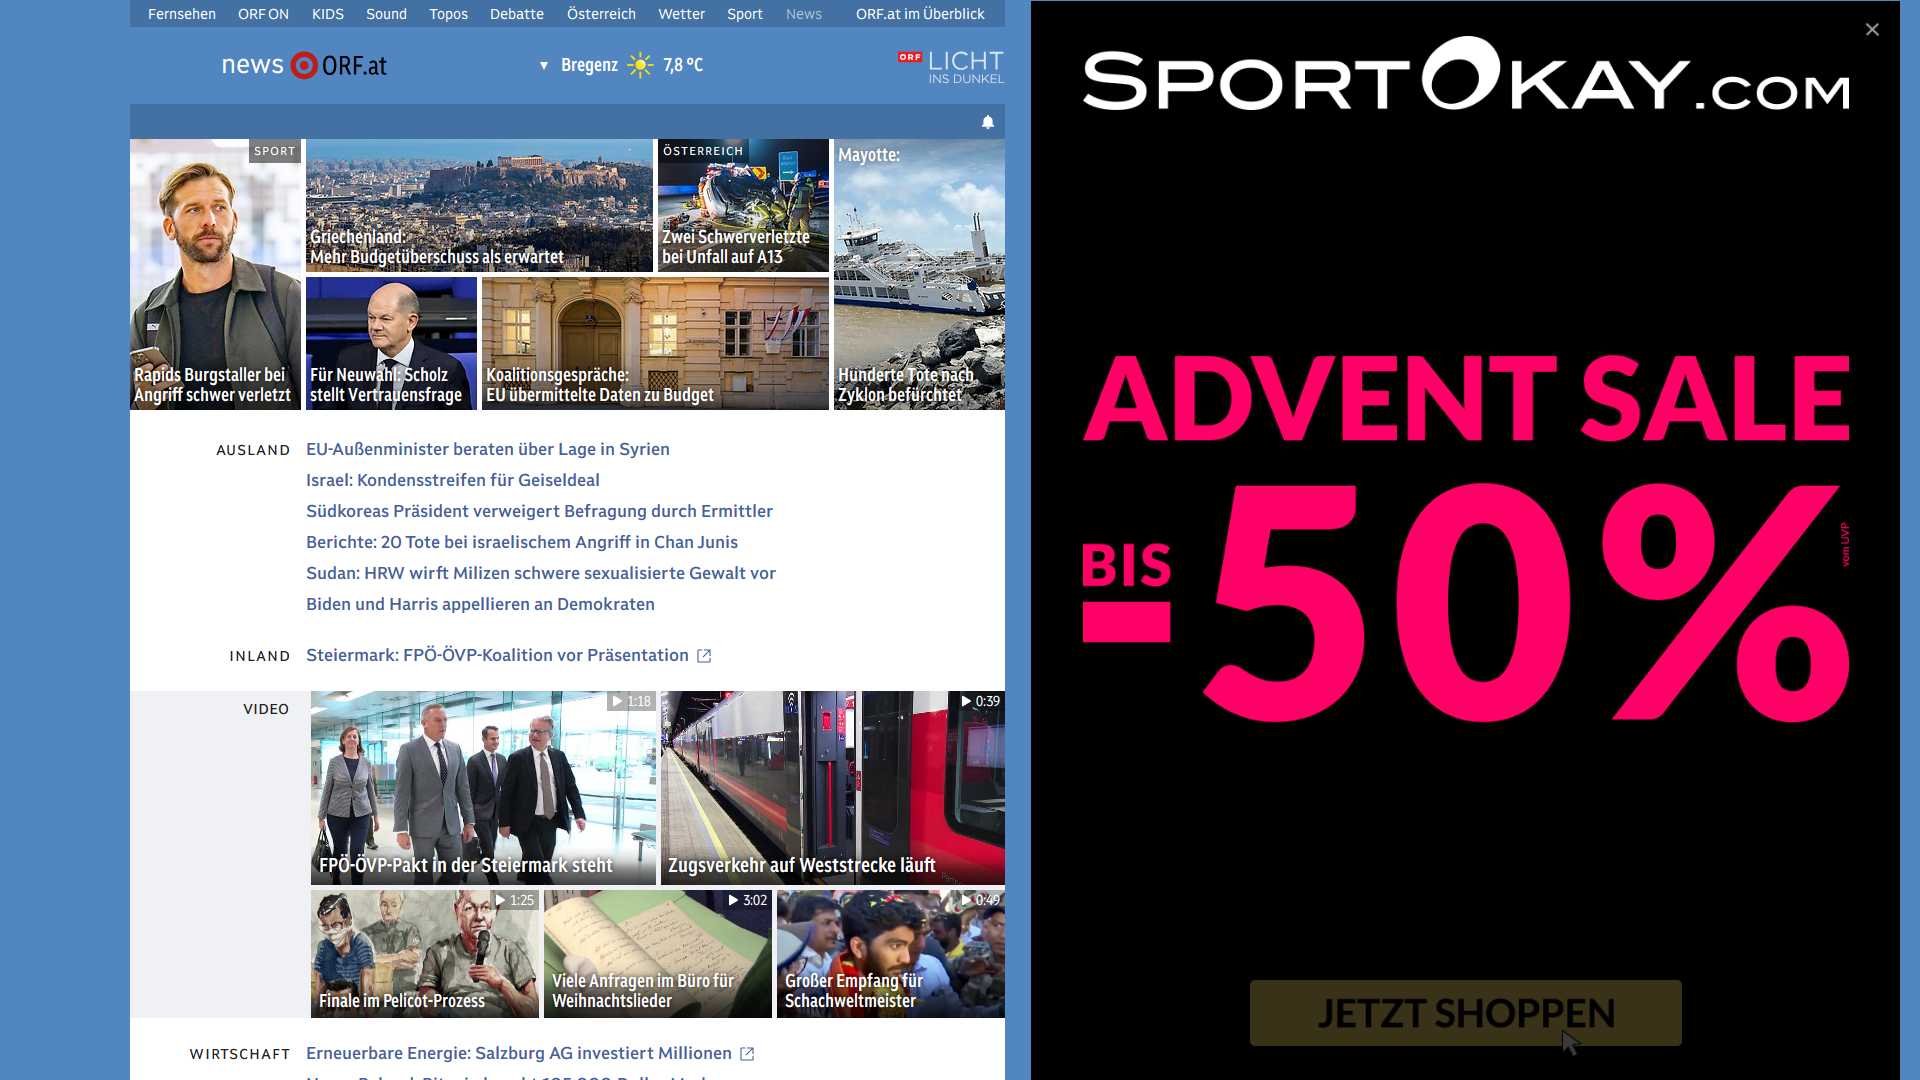 Fernsehen ORF ON KIDS Sound Topos Debatte Österreich Wetter Sport News ORF.at im Überblick
news ORF.at
Bregenz 7,8 °C
ORF LICHT
INS DUNKEL
SPORT
Rapids Burgstaller bei
Angriff schwer verletzt
Griechenland:
Mehr Budgetüberschuss als erwartet
ÖSTERREICH
Zwei Schwerverletzte
bei Unfall auf A13
Mayotte:
Hunderte Tote nach
Zyklon befürchtet
Für Neuwahl: Scholz
stellt Vertrauensfrage
Koalitionsgespräche:
EU übermittelte Daten zu Budget
AUSLAND
EU-Außenminister beraten über Lage in Syrien
Israel: Kondensstreifen für Geiseldeal
Südkoreas Präsident verweigert Befragung durch Ermittler
Berichte: 20 Tote bei israelischem Angriff in Chan Junis
Sudan: HRW wirft Milizen schwere sexualisierte Gewalt vor
Biden und Harris appellieren an Demokraten
INLAND
Steiermark: FPÖ-ÖVP-Koalition vor Präsentation
VIDEO
1:18
FPÖ-ÖVP-Pakt in der Steiermark steht
0:39
Zugsverkehr auf Weststrecke läuft
1:25
Finale im Pelicot-Prozess
3:02
Viele Anfragen im Büro für
Weihnachtslieder
0:49
Großer Empfang für
Schachweltmeister
WIRTSCHAFT
Erneuerbare Energie: Salzburg AG investiert Millionen
SPORTOKAY.COM
ADVENT SALE
BIS
-50%
vom UVP
JETZT SHOPPEN